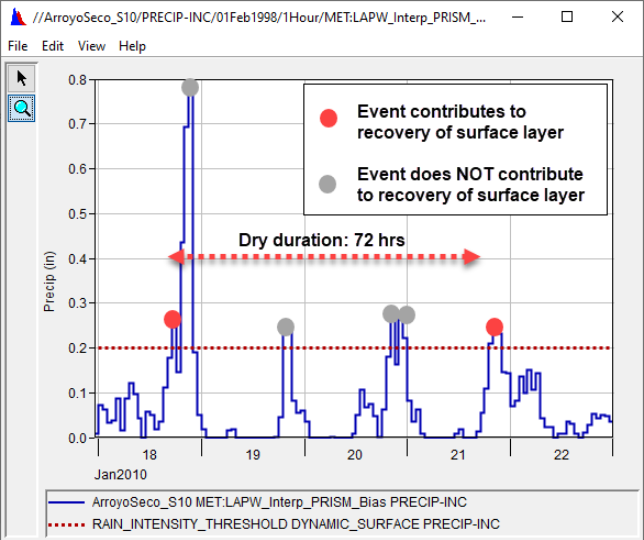 //ArroyoSeco_S10/PRECIP-INC/01Feb1998/1Hour/MET:LAPW_Interp_PRISM_...
File Edit View Help
0.8
Event contributes to
recovery of surface layer
0.7
Event does NOT contribute
to recovery of surface layer
0.6
0.5
Dry duration: 72 hrs
0.4
Precip (in)
0.3
0.2
0.1
0.0
18 19 20 21 22
Jan2010
ArroyoSeco_S10 MET:LAPW_Interp_PRISM_Bias PRECIP-INC
RAIN_INTENSITY_THRESHOLD DYNAMIC_SURFACE PRECIP-INC